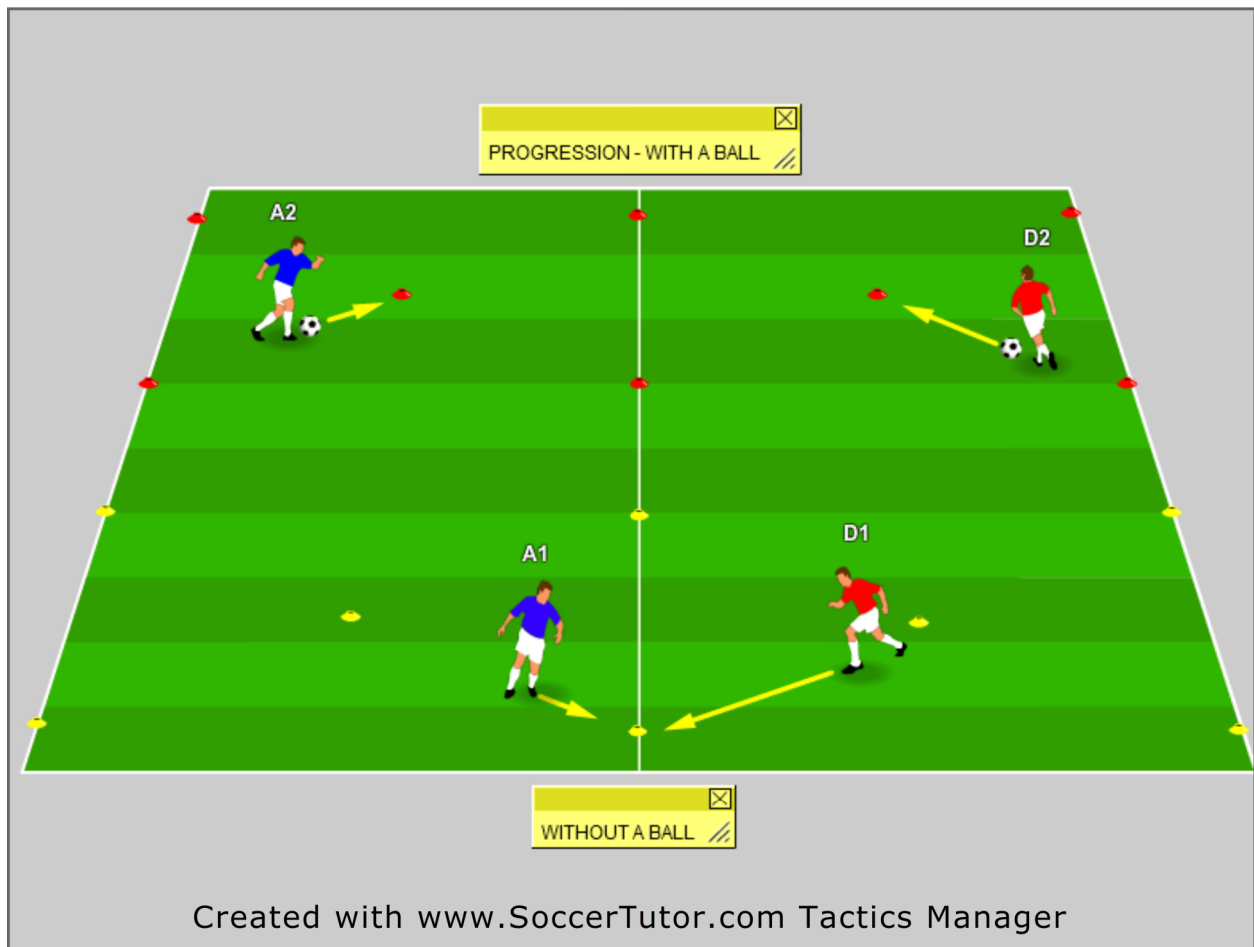 PROGRESSION - WITH A BALL
A2
D2
D1
A1
WITHOUT A BALL
Created with www.SoccerTutor.com Tactics Manager